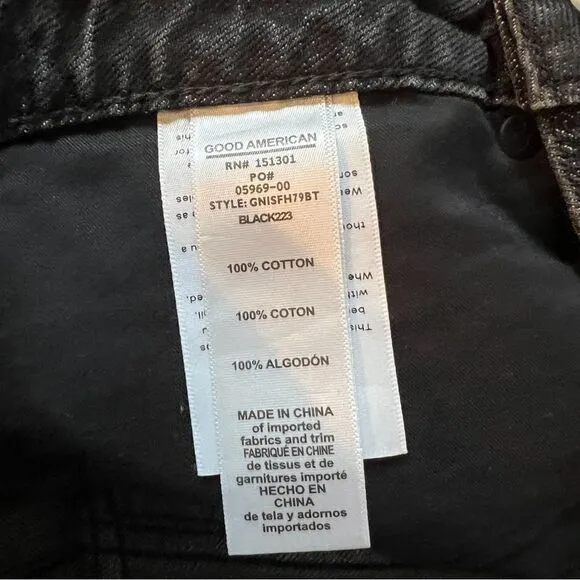 GOOD AMERICAN
RN# 151301
PO#
05969-00
STYLE: GNISFH79BT
BLACK223
100% COTTON
100% COTON
100% ALGODÓN
MADE IN CHINA
of imported
fabrics and trim
FABRIQUÉ EN CHINE
de tissus et de
garnitures importé
HECHO EN
CHINA
de tela y adornos
importados